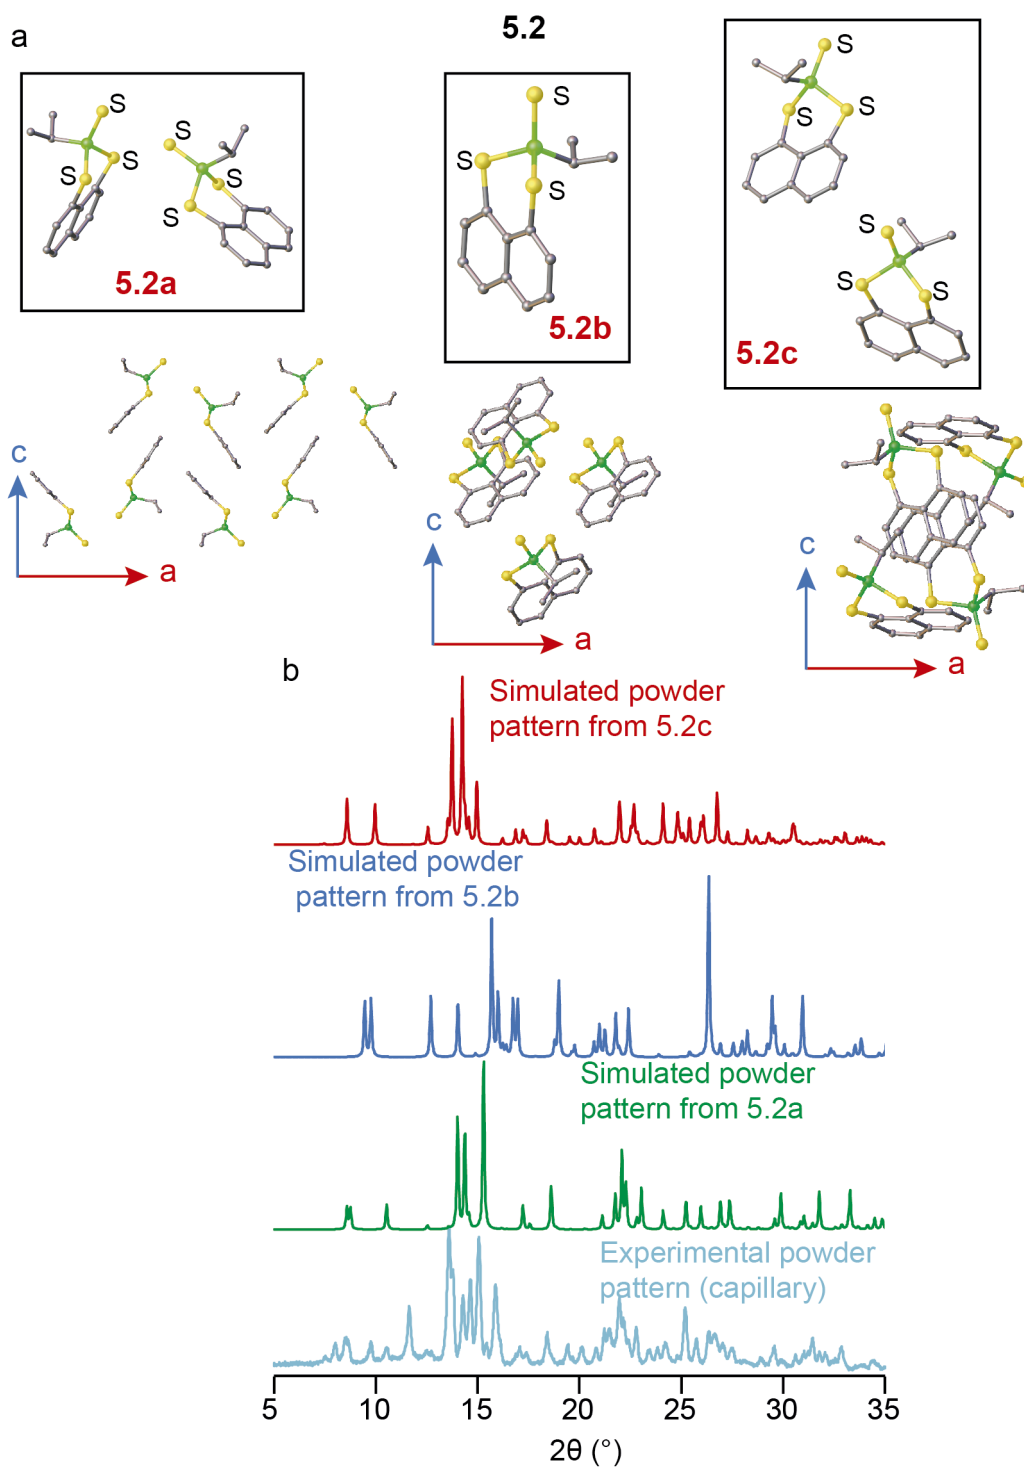 a
5.2
S
S
S
S
S
S
5.2a
S
S
S
5.2b
S
S
S
S
S
S
5.2c
c
a
c
a
c
a
b
Simulated powder
pattern from 5.2c
Simulated powder
pattern from 5.2b
Simulated powder
pattern from 5.2a
Experimental powder
pattern (capillary)
5
10
15
20
25
30
35
2θ (°)